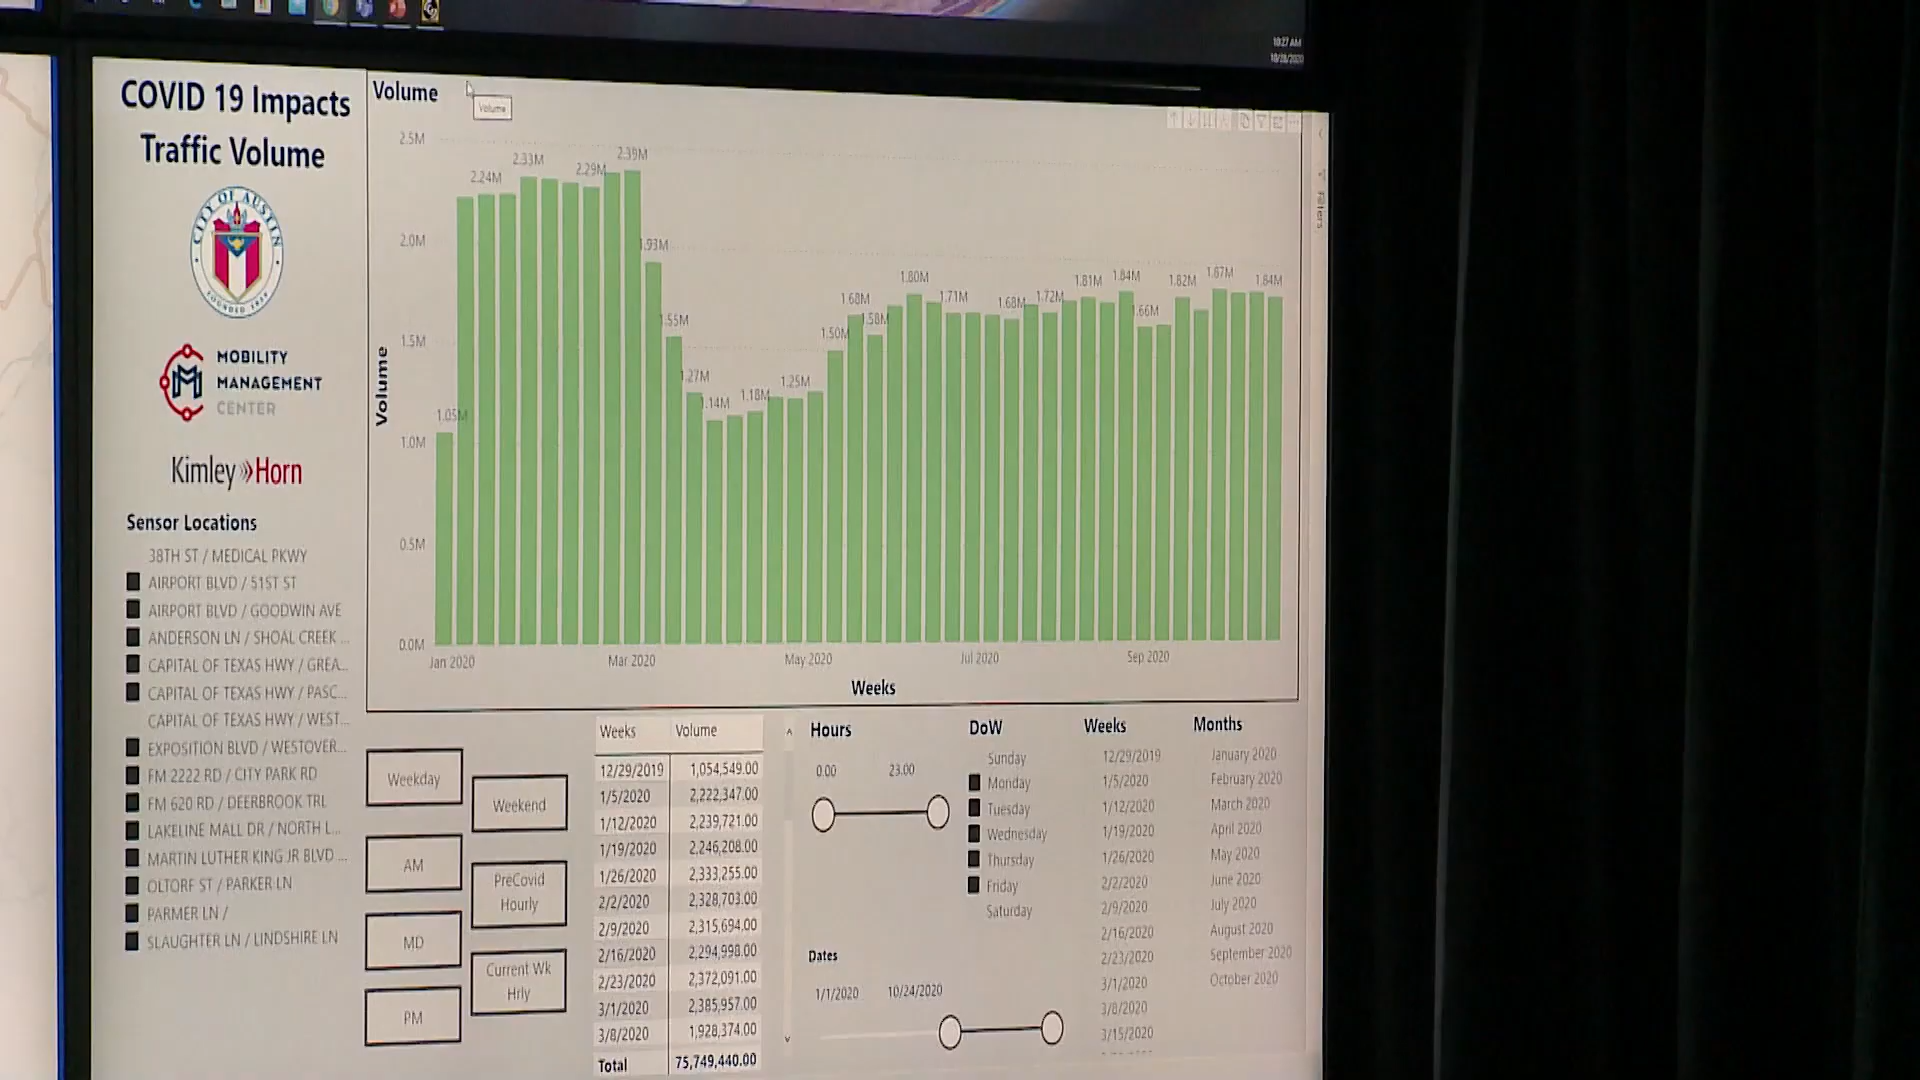 10:27 AM
10/28/2020
COVID 19 Impacts
Traffic Volume
CITY OF AUSTIN
FOUNDED 1839
MOBILITY
MANAGEMENT
CENTER
Kimley»Horn
Sensor Locations
38TH ST / MEDICAL PKWY
AIRPORT BLVD / 51ST ST
AIRPORT BLVD / GOODWIN AVE
ANDERSON LN / SHOAL CREEK ...
CAPITAL OF TEXAS HWY / GREA...
CAPITAL OF TEXAS HWY / PASC...
CAPITAL OF TEXAS HWY / WEST...
EXPOSITION BLVD / WESTOVER...
FM 2222 RD / CITY PARK RD
FM 620 RD / DEERBROOK TRL
LAKELINE MALL DR / NORTH L...
MARTIN LUTHER KING JR BLVD ...
OLTORF ST / PARKER LN
PARMER LN /
SLAUGHTER LN / LINDSHIRE LN
Volume
Volume
Filters
2.5M
2.0M
1.5M
1.0M
0.5M
0.0M
Volume
1.05M
2.24M
2.33M
2.29M
2.39M
1.93M
1.55M
1.27M
1.14M
1.18M
1.25M
1.50M
1.68M
1.58M
1.80M
1.71M
1.68M
1.72M
1.81M
1.84M
1.66M
1.82M
1.87M
1.84M
Jan 2020 Mar 2020 May 2020 Jul 2020 Sep 2020
Weeks
Weekday
Weekend
AM
PreCovid
Hourly
MD
Current Wk
Hrly
PM
Weeks Volume
12/29/2019 1,054,549.00
1/5/2020 2,222,347.00
1/12/2020 2,239,721.00
1/19/2020 2,246,208.00
1/26/2020 2,333,255.00
2/2/2020 2,328,703.00
2/9/2020 2,315,694.00
2/16/2020 2,294,998.00
2/23/2020 2,372,091.00
3/1/2020 2,385,957.00
3/8/2020 1,928,374.00
Total 75,749,440.00
Hours
0.00 23.00
Dates
1/1/2020 10/24/2020
DoW
Sunday
Monday
Tuesday
Wednesday
Thursday
Friday
Saturday
Weeks
12/29/2019
1/5/2020
1/12/2020
1/19/2020
1/26/2020
2/2/2020
2/9/2020
2/16/2020
2/23/2020
3/1/2020
3/8/2020
3/15/2020
Months
January 2020
February 2020
March 2020
April 2020
May 2020
June 2020
July 2020
August 2020
September 2020
October 2020